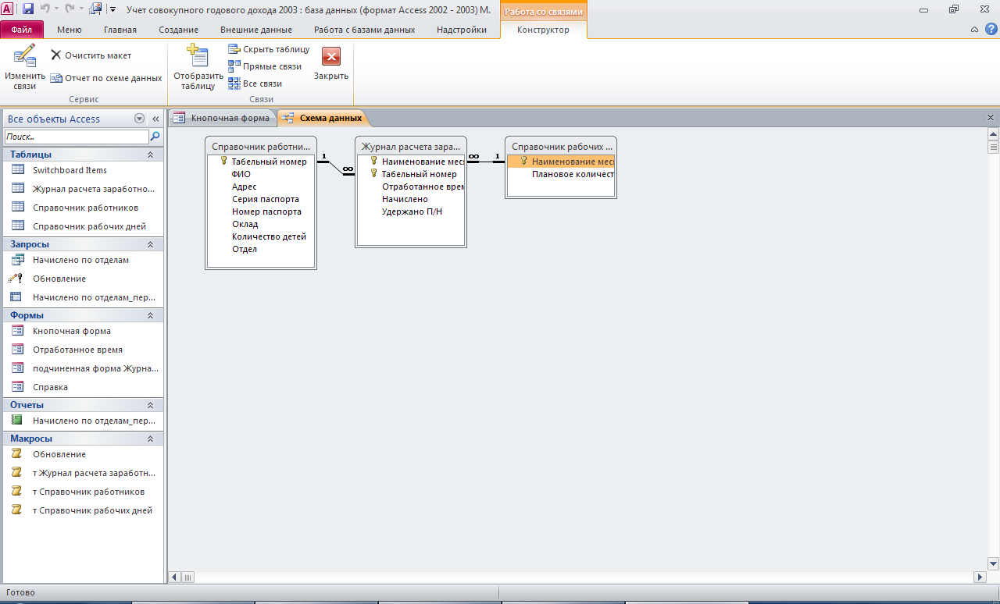 Учет совокупного годового дохода 2003 : база данных (формат Access 2002 - 2003) M.
Работа со связями
Файл
Меню
Главная
Создание
Внешние данные
Работа с базами данных
Надстройки
Конструктор
Изменить связи
Очистить макет
Отчет по схеме данных
Сервис
Отобразить таблицу
Скрыть таблицу
Прямые связи
Все связи
Закрыть
Связи
Все объекты Access
Поиск...
Таблицы
Switchboard Items
Журнал расчета заработно...
Справочник работников
Справочник рабочих дней
Запросы
Начислено по отделам
Обновление
Начислено по отделам_пер...
Формы
Кнопочная форма
Отработанное время
подчиненная форма Журна...
Справка
Отчеты
Начислено по отделам_пер...
Макросы
Обновление
т Журнал расчета заработн...
т Справочник работников
т Справочник рабочих дней
Кнопочная форма
Схема данных
Справочник работни...
Табельный номер
ФИО
Адрес
Серия паспорта
Номер паспорта
Оклад
Количество детей
Отдел
1
∞
Журнал расчета зара...
Наименование мес
Табельный номер
Отработанное врем
Начислено
Удержано П/Н
∞
1
Справочник рабочих ...
Наименование мес
Плановое количест
Готово